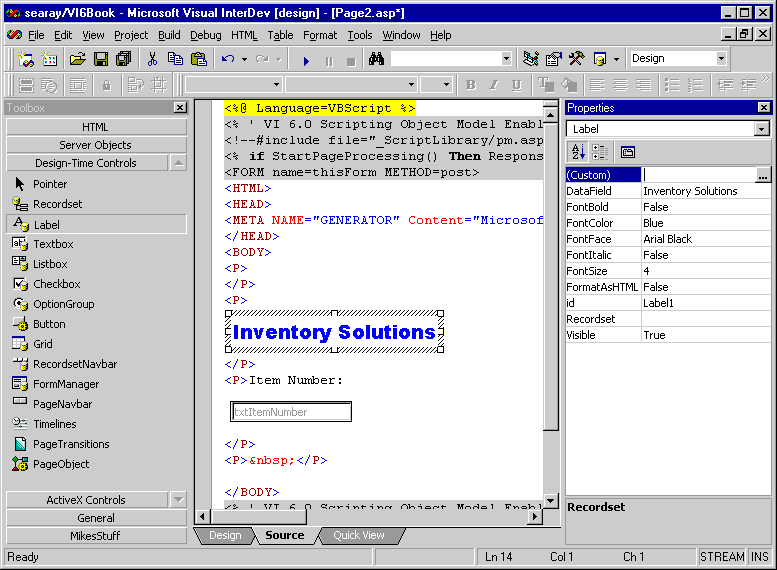 searay/VI6Book - Microsoft Visual InterDev [design] - [Page2.asp*]
File Edit View Project Build Debug HTML Table Format Tools Window Help
Design
B I U
Toolbox
HTML
Server Objects
Design-Time Controls
Pointer
Recordset
Label
Textbox
Listbox
Checkbox
OptionGroup
Button
Grid
RecordsetNavbar
FormManager
PageNavbar
Timelines
PageTransitions
PageObject
ActiveX Controls
General
MikesStuff
<%@ Language=VBScript %>
<% ' VI 6.0 Scripting Object Model Enabl
<!--#include file="_ScriptLibrary/pm.asp
<% if StartPageProcessing() Then Respons
<FORM name=thisForm METHOD=post>
<HTML>
<HEAD>
<META NAME="GENERATOR" Content="Microsof
</HEAD>
<BODY>
<P>
</P>
<P>
Inventory Solutions
</P>
<P>Item Number:
txtItemNumber
</P>
<P>&nbsp;</P>
</BODY>
<% ' VI 6.0 Scripting Object Model Enabl
Design Source Quick View
Properties
Label
(Custom) ...
DataField Inventory Solutions
FontBold False
FontColor Blue
FontFace Arial Black
FontItalic False
FontSize 4
FormatAsHTML False
id Label1
Recordset
Visible True
Recordset
Ready Ln 14 Col 1 Ch 1 STREAM INS